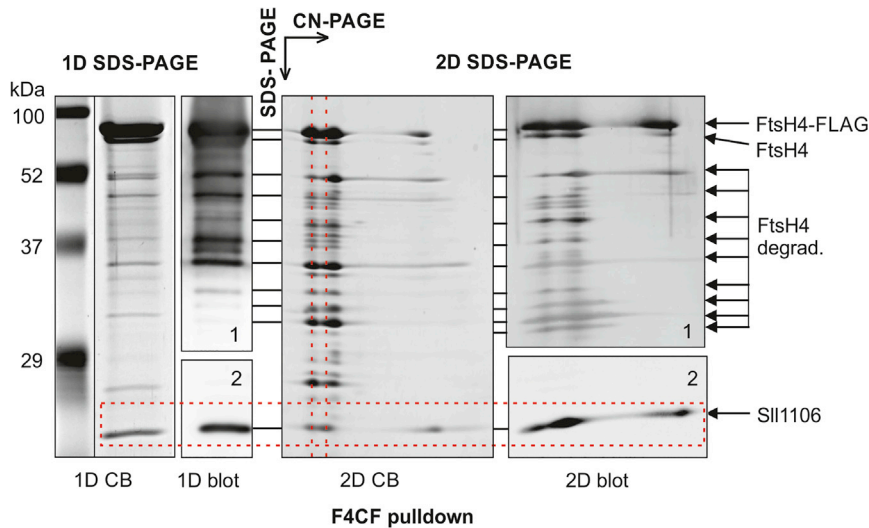 SDS- PAGE
CN-PAGE
1D SDS-PAGE
2D SDS-PAGE
kDa
100
52
37
29
1
2
1
2
FtsH4-FLAG
FtsH4
FtsH4
degrad.
Sll1106
1D CB
1D blot
2D CB
2D blot
F4CF pulldown